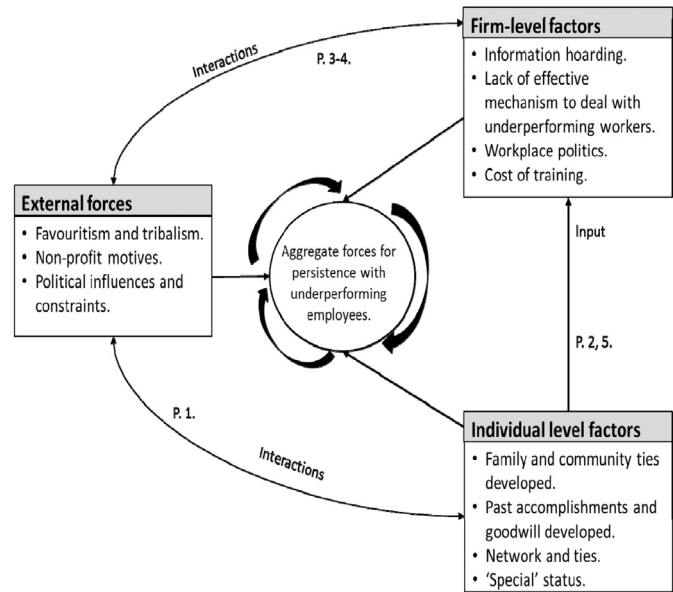 Firm-level factors
• Information hoarding.
• Lack of effective
mechanism to deal with
underperforming workers.
• Workplace politics.
• Cost of training.
Interactions
P. 3-4.
External forces
• Favouritism and tribalism.
• Non-profit motives.
• Political influences and
constraints.
Aggregate forces for
persistence with
underperforming
employees.
Input
P. 2, 5.
P. 1.
Interactions
Individual level factors
• Family and community ties
developed.
• Past accomplishments and
goodwill developed.
• Network and ties.
• ‘Special’ status.